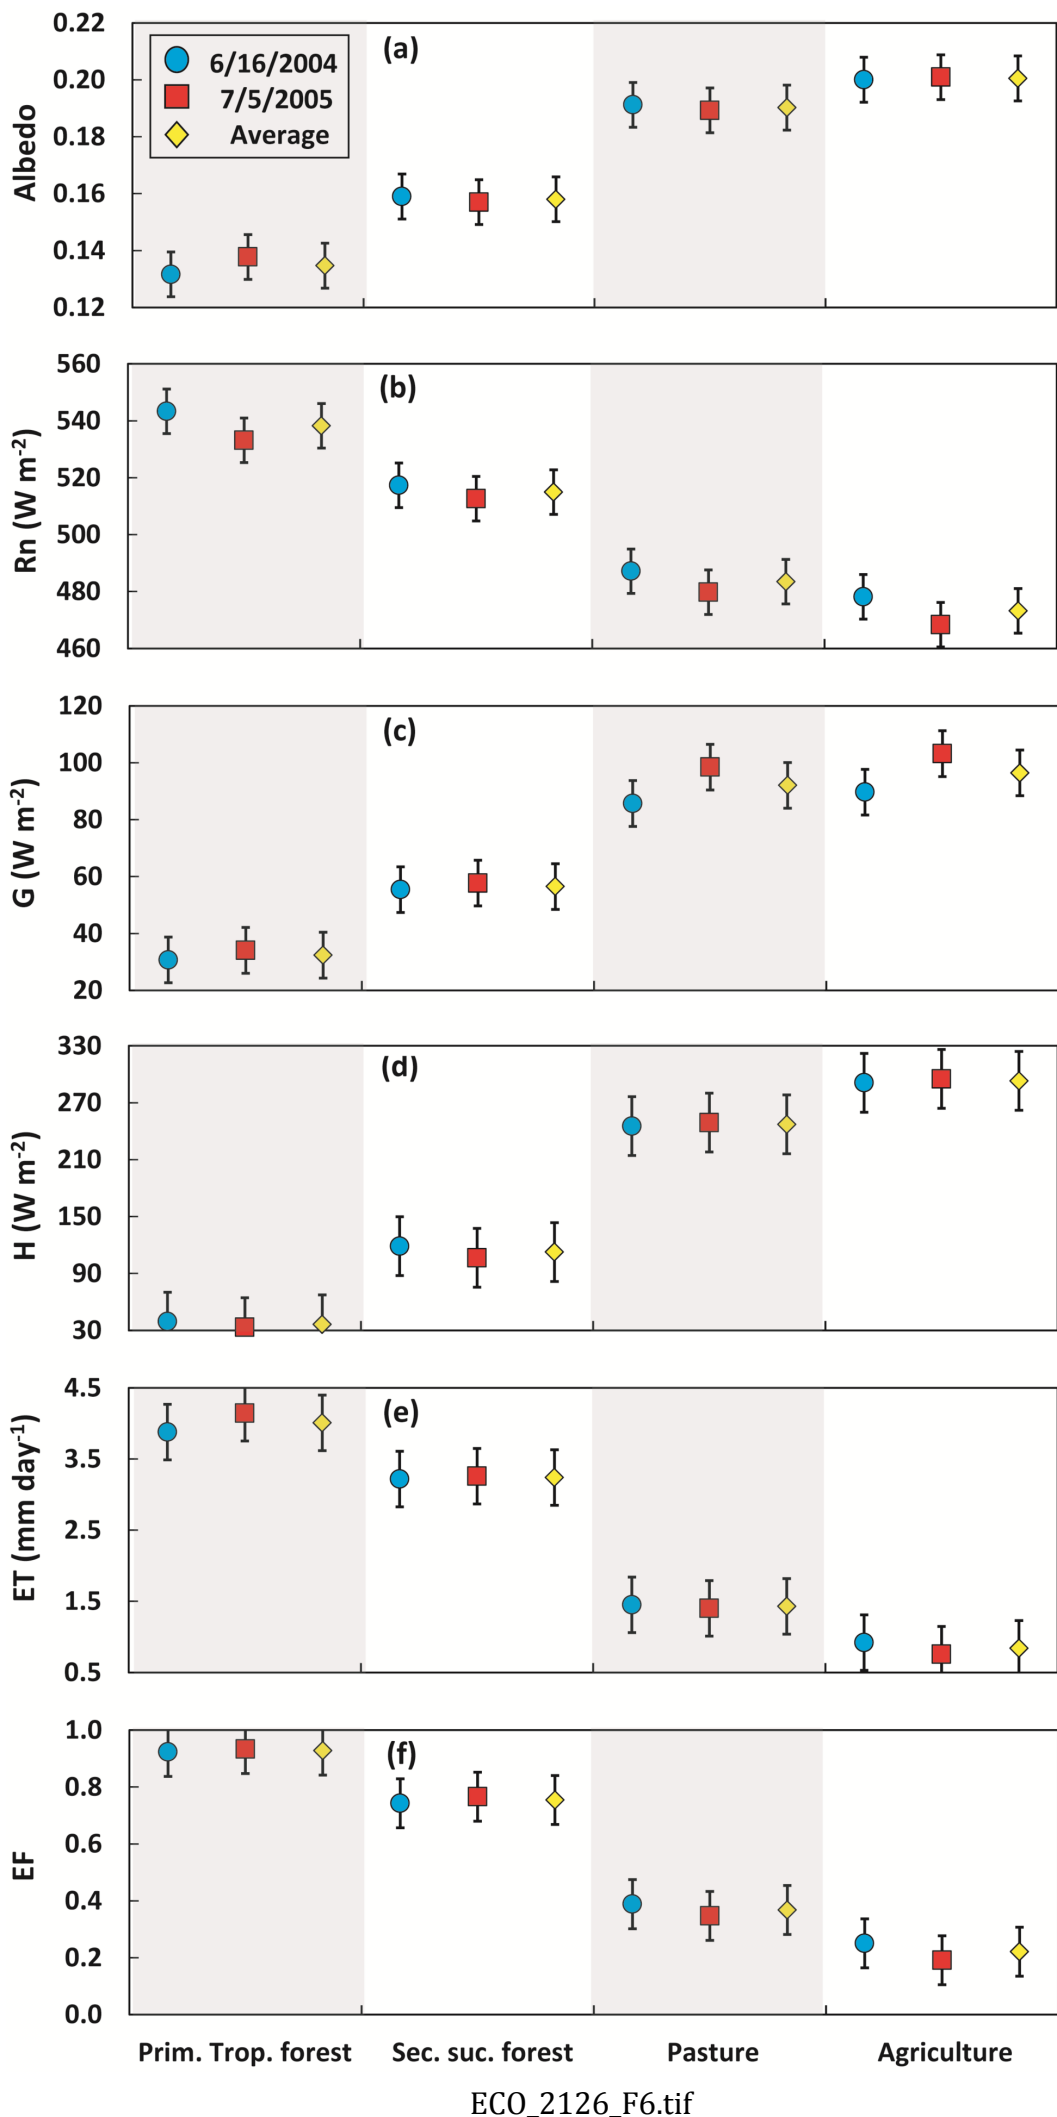 0.22
0.20
0.18
0.16
0.14
0.12
Albedo
6/16/2004
7/5/2005
Average
(a)
560
540
520
500
480
460
Rn (W m⁻²)
(b)
120
100
80
60
40
20
G (W m⁻²)
(c)
330
270
210
150
90
30
H (W m⁻²)
(d)
4.5
3.5
2.5
1.5
0.5
ET (mm day⁻¹)
(e)
1.0
0.8
0.6
0.4
0.2
0.0
EF
(f)
Prim. Trop. forest Sec. suc. forest Pasture Agriculture
ECO_2126_F6.tif